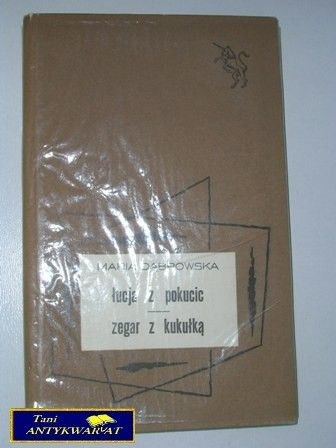 MARIA DĄBROWSKA
łucja z pokucic
zegar z kukułką
Tani
ANTYKWARIAT